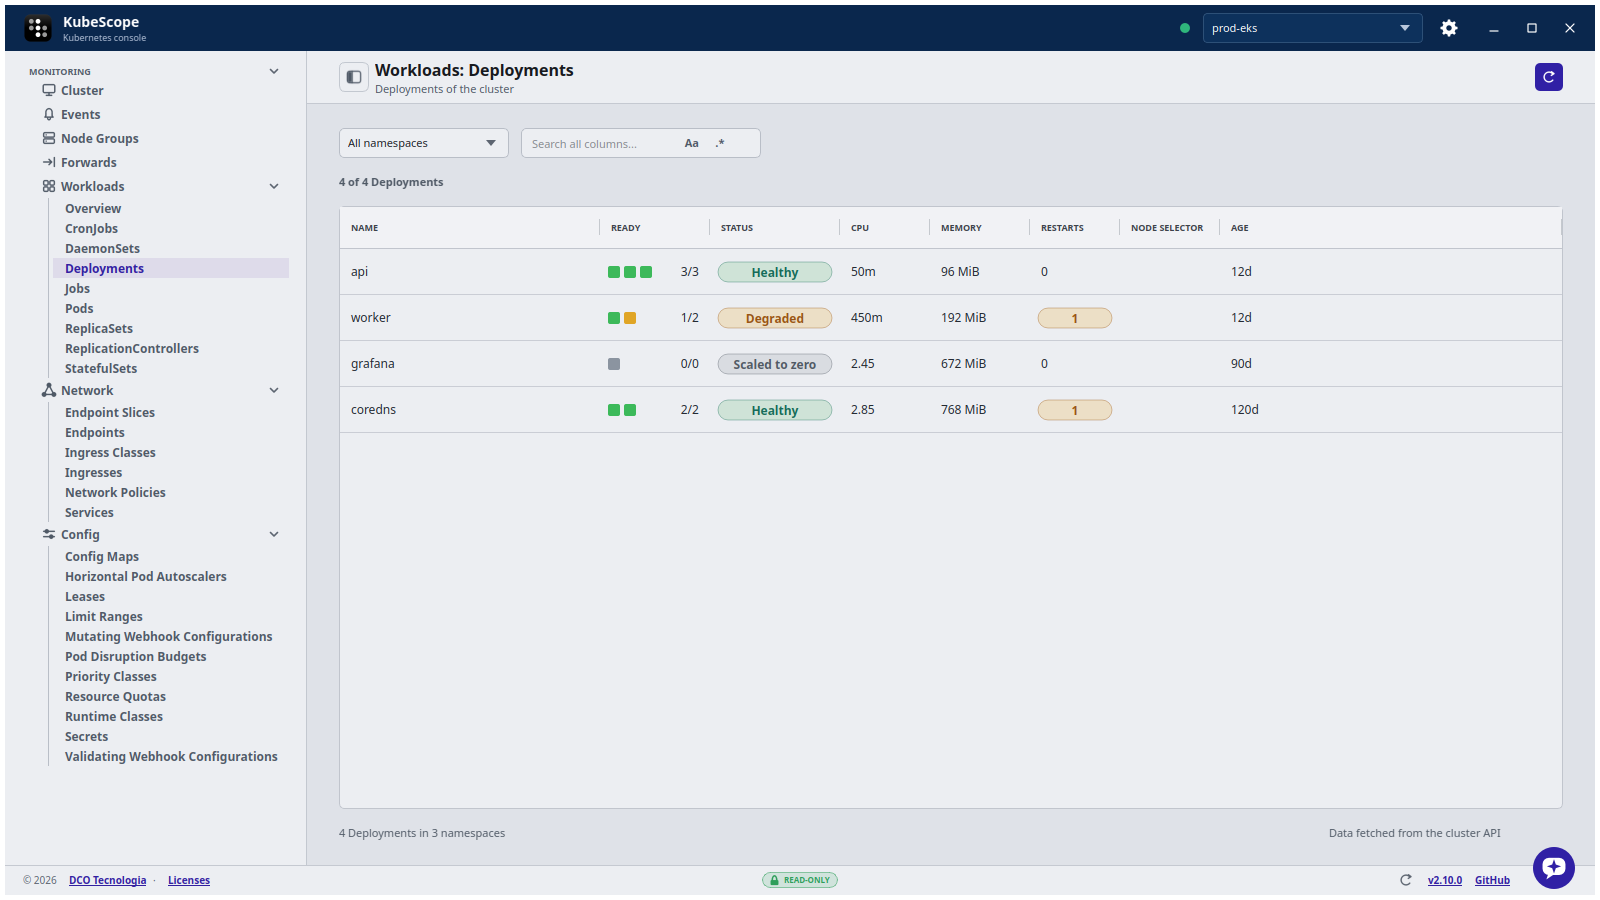 KubeScope
Kubernetes console
prod-eks
MONITORING
Cluster
Events
Node Groups
Forwards
Workloads
Overview
CronJobs
DaemonSets
Deployments
Jobs
Pods
ReplicaSets
ReplicationControllers
StatefulSets
Network
Endpoint Slices
Endpoints
Ingress Classes
Ingresses
Network Policies
Services
Config
Config Maps
Horizontal Pod Autoscalers
Leases
Limit Ranges
Mutating Webhook Configurations
Pod Disruption Budgets
Priority Classes
Resource Quotas
Runtime Classes
Secrets
Validating Webhook Configurations
Workloads: Deployments
Deployments of the cluster
All namespaces
Search all columns... Aa .*
4 of 4 Deployments
NAME READY STATUS CPU MEMORY RESTARTS NODE SELECTOR AGE
api 3/3 Healthy 50m 96 MiB 0 12d
worker 1/2 Degraded 450m 192 MiB 1 12d
grafana 0/0 Scaled to zero 2.45 672 MiB 0 90d
coredns 2/2 Healthy 2.85 768 MiB 1 120d
4 Deployments in 3 namespaces
Data fetched from the cluster API
© 2026 DCO Tecnologia · Licenses
READ-ONLY
v2.10.0 GitHub